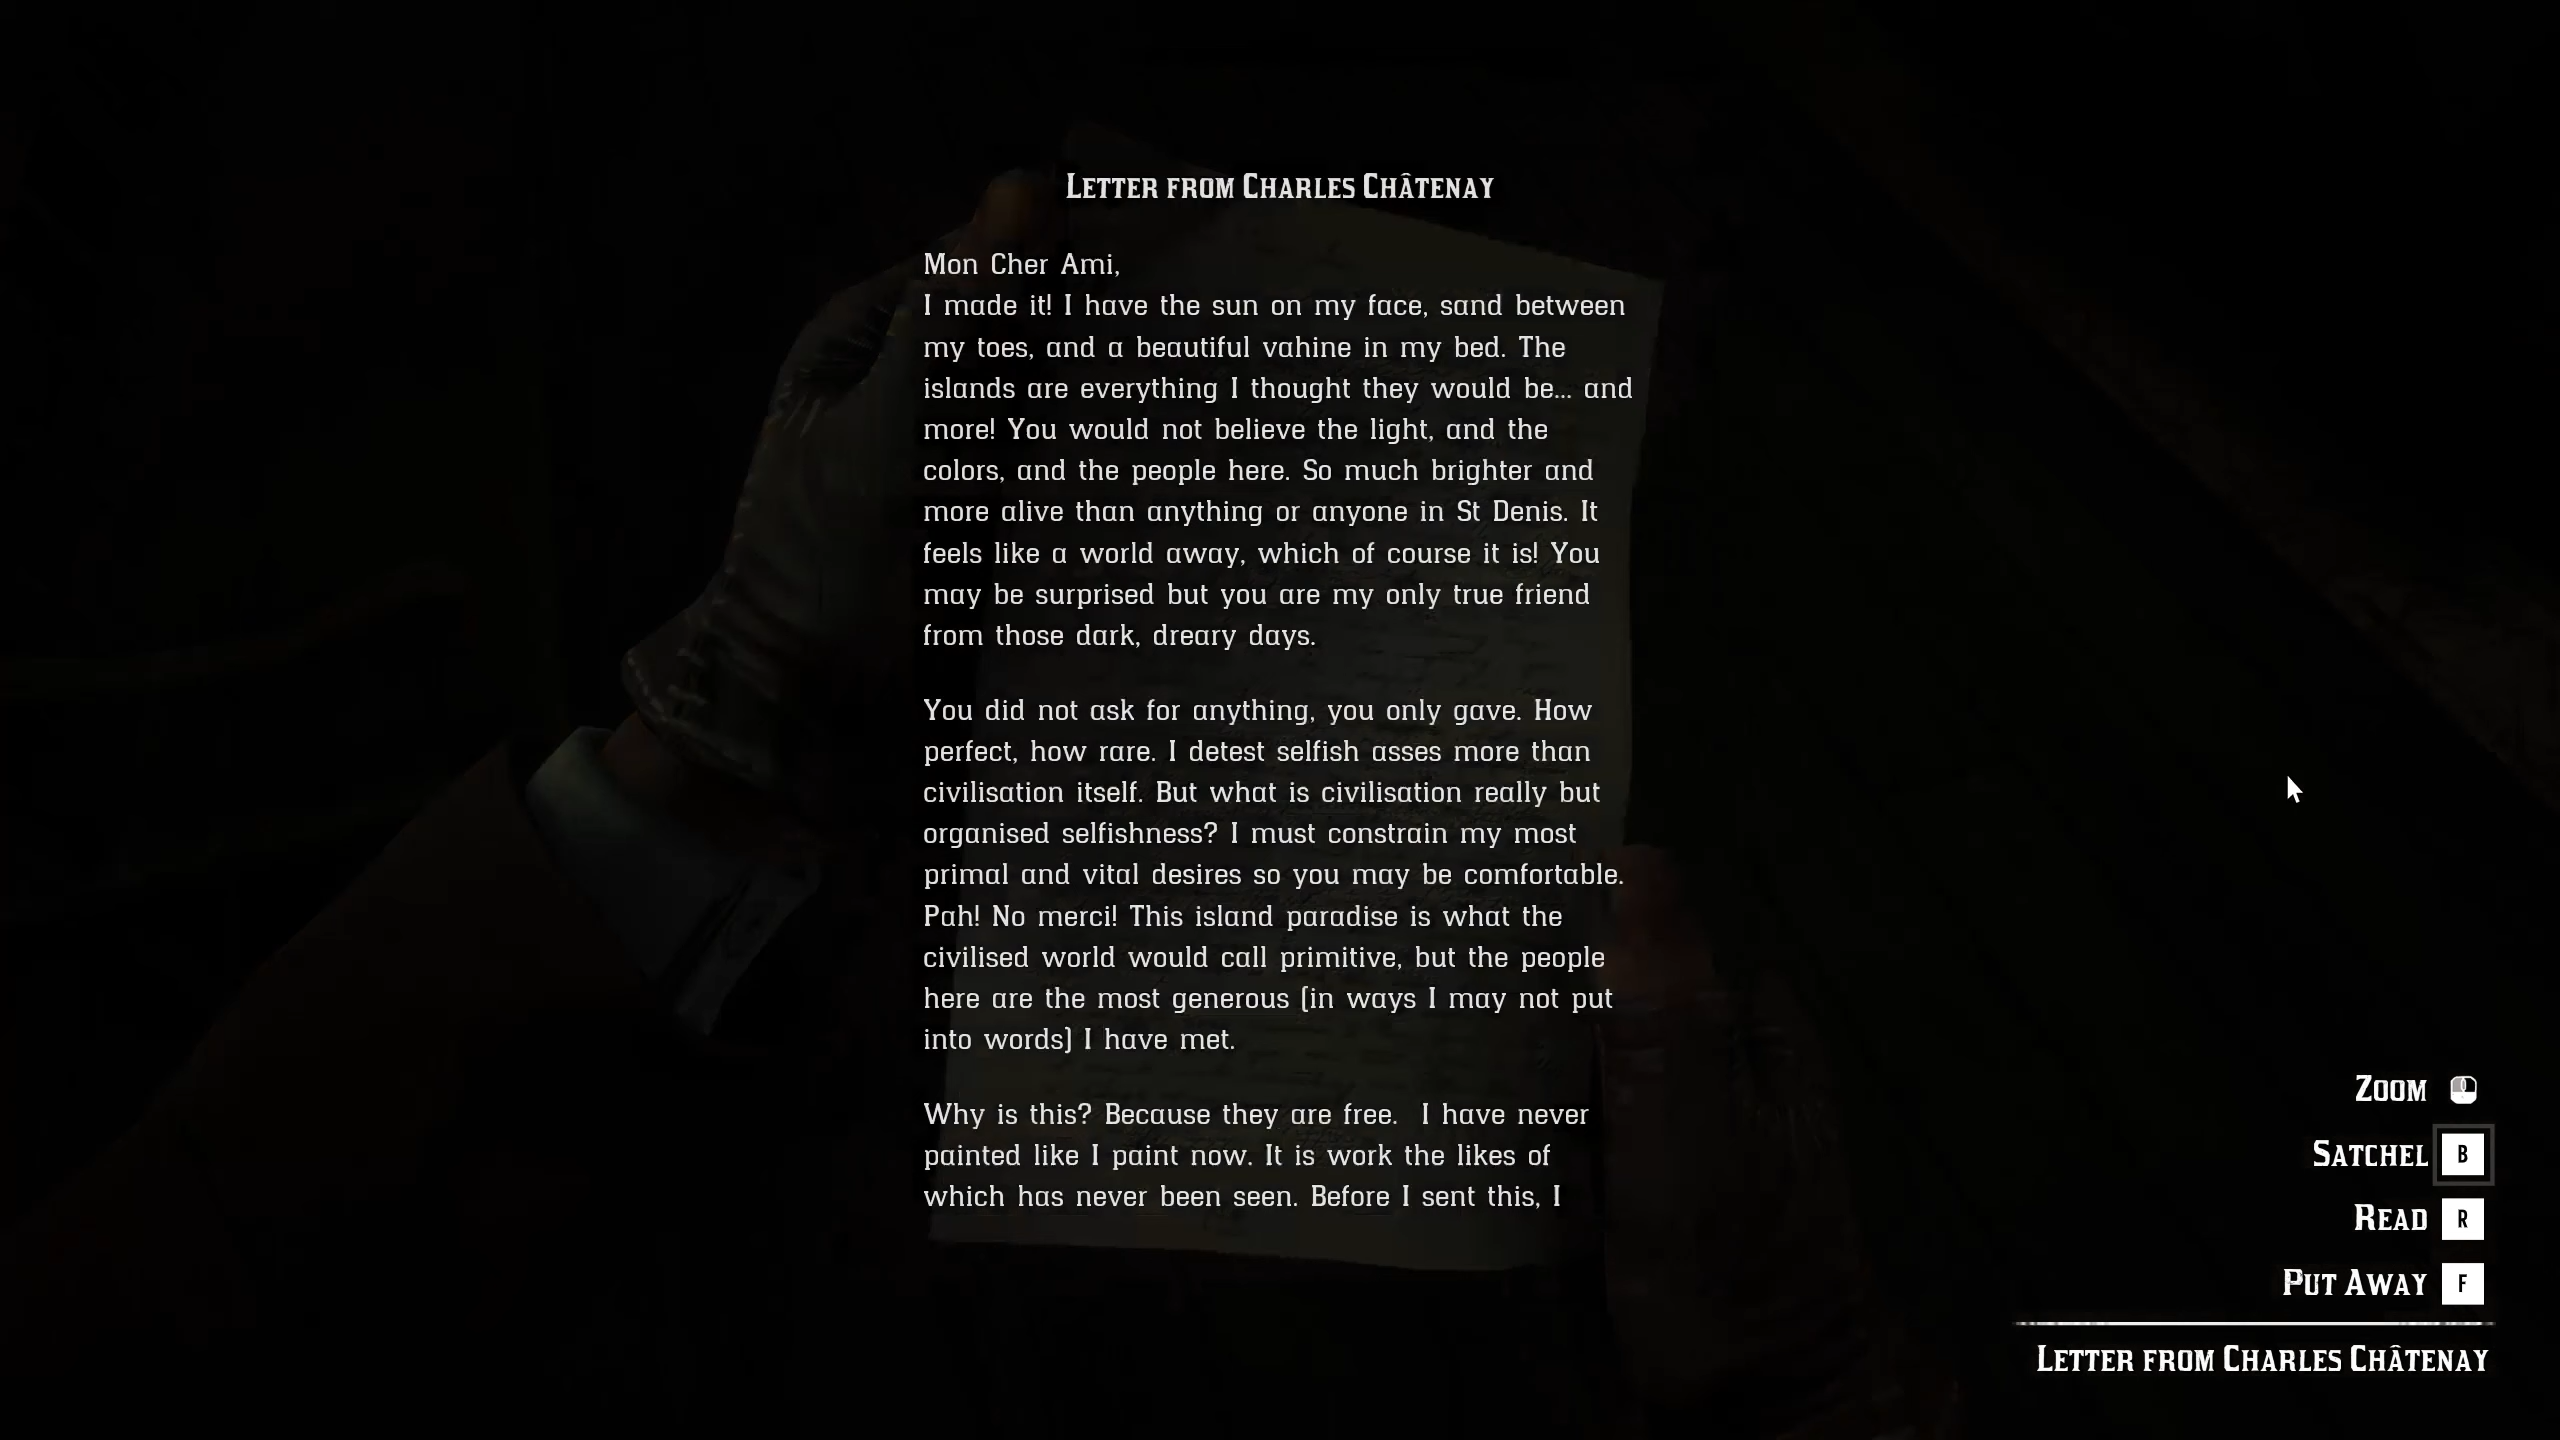 Letter from Charles Châtenay
Mon Cher Ami,
I made it! I have the sun on my face, sand between
my toes, and a beautiful vahine in my bed. The
islands are everything I thought they would be... and
more! You would not believe the light, and the
colors, and the people here. So much brighter and
more alive than anything or anyone in St Denis. It
feels like a world away, which of course it is! You
may be surprised but you are my only true friend
from those dark, dreary days.
You did not ask for anything, you only gave. How
perfect, how rare. I detest selfish asses more than
civilisation itself. But what is civilisation really but
organised selfishness? I must constrain my most
primal and vital desires so you may be comfortable.
Pah! No merci! This island paradise is what the
civilised world would call primitive, but the people
here are the most generous (in ways I may not put
into words) I have met.
Why is this? Because they are free.  I have never
painted like I paint now. It is work the likes of
which has never been seen. Before I sent this, I
Zoom
Satchel B
Read R
Put Away F
Letter from Charles Châtenay